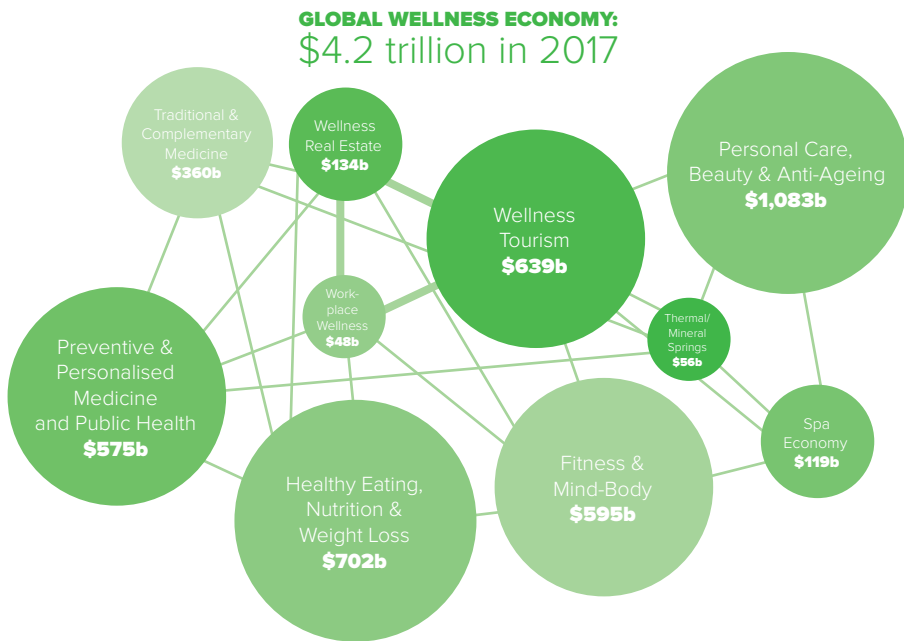 GLOBAL WELLNESS ECONOMY:
$4.2 trillion in 2017
Traditional &
Complementary
Medicine
$360b
Wellness
Real Estate
$134b
Wellness
Tourism
$639b
Personal Care,
Beauty & Anti-Ageing
$1,083b
Work-
place
Wellness
$48b
Thermal/
Mineral
Springs
$56b
Preventive &
Personalised
Medicine
and Public Health
$575b
Healthy Eating,
Nutrition &
Weight Loss
$702b
Fitness &
Mind-Body
$595b
Spa
Economy
$119b